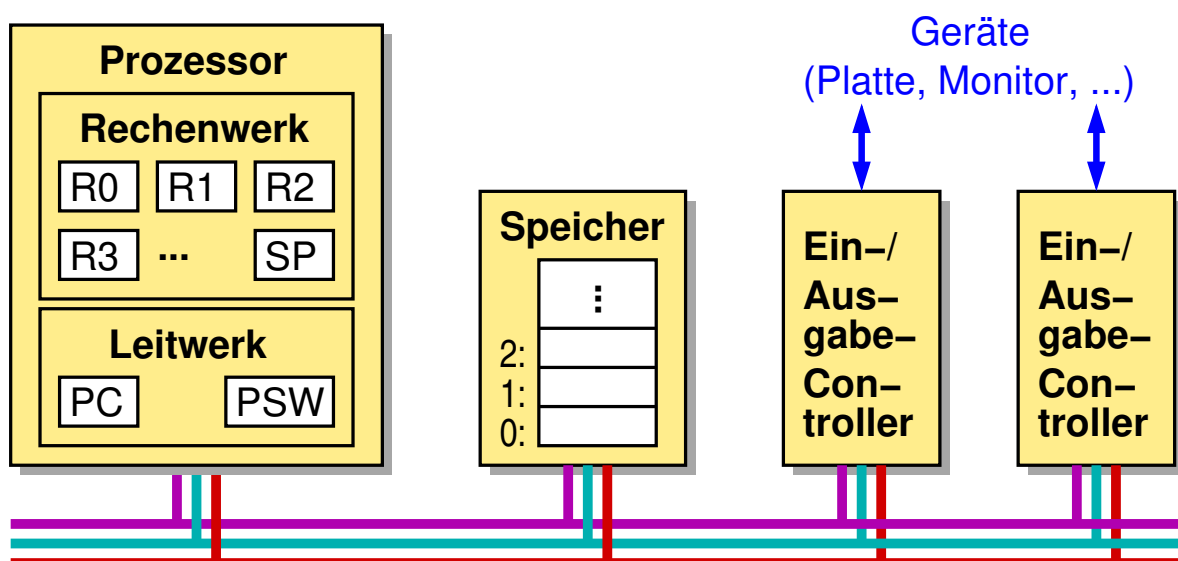 Prozessor
Rechenwerk
R0 R1 R2
R3 ... SP
Leitwerk
PC PSW
Speicher
⋮
2:
1:
0:
Geräte
(Platte, Monitor, ...)
Ein–/
Aus–
gabe–
Con–
troller
Ein–/
Aus–
gabe–
Con–
troller